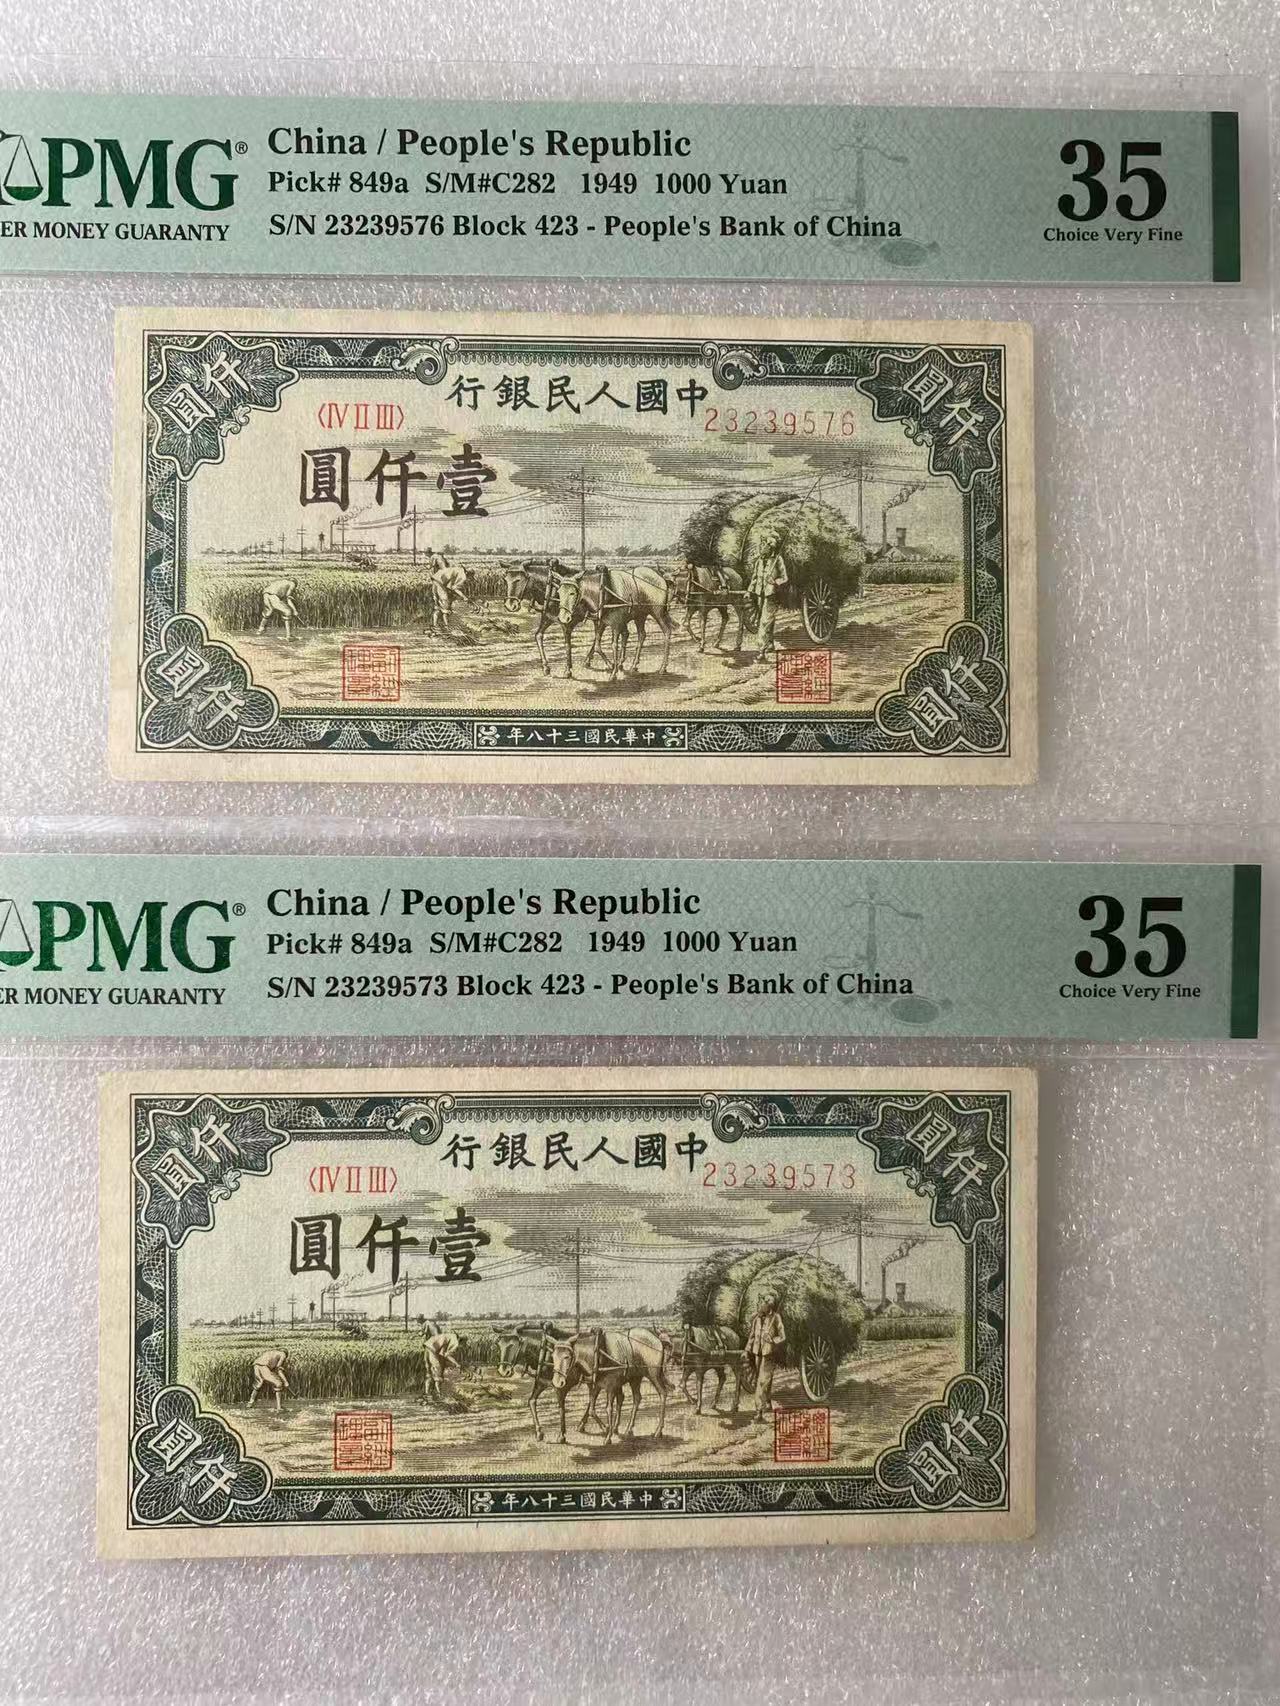 PMG®
China / People's Republic
Pick# 849a S/M#C282 1949 1000 Yuan
S/N 23239576 Block 423 - People's Bank of China
ER MONEY GUARANTY
35
Choice Very Fine
仟圓
圓仟
行銀民人國中
〈IV II III〉
23239576
圓仟壹
圓仟
仟圓
年八十三國民華中
PMG®
China / People's Republic
Pick# 849a S/M#C282 1949 1000 Yuan
S/N 23239573 Block 423 - People's Bank of China
ER MONEY GUARANTY
35
Choice Very Fine
仟圓
圓仟
行銀民人國中
〈IV II III〉
23239573
圓仟壹
圓仟
仟圓
年八十三國民華中